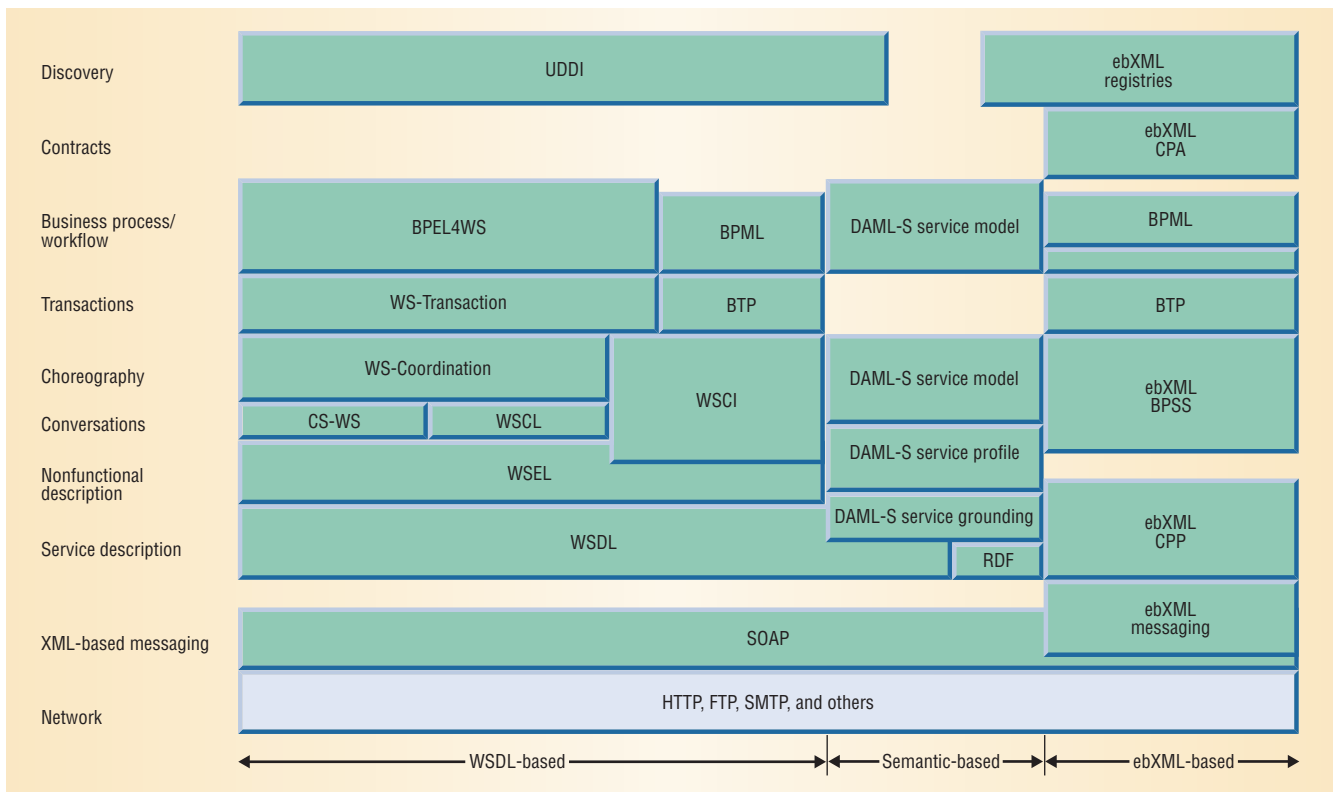 Discovery
UDDI
ebXML
registries
Contracts
ebXML
CPA
Business process/
workflow
BPEL4WS
BPML
DAML-S service model
BPML
Transactions
WS-Transaction
BTP
BTP
Choreography
WS-Coordination
WSCI
DAML-S service model
ebXML
BPSS
Conversations
CS-WS
WSCL
Nonfunctional
description
WSEL
DAML-S service profile
Service description
WSDL
DAML-S service grounding
RDF
ebXML
CPP
XML-based messaging
SOAP
ebXML
messaging
Network
HTTP, FTP, SMTP, and others
WSDL-based
Semantic-based
ebXML-based